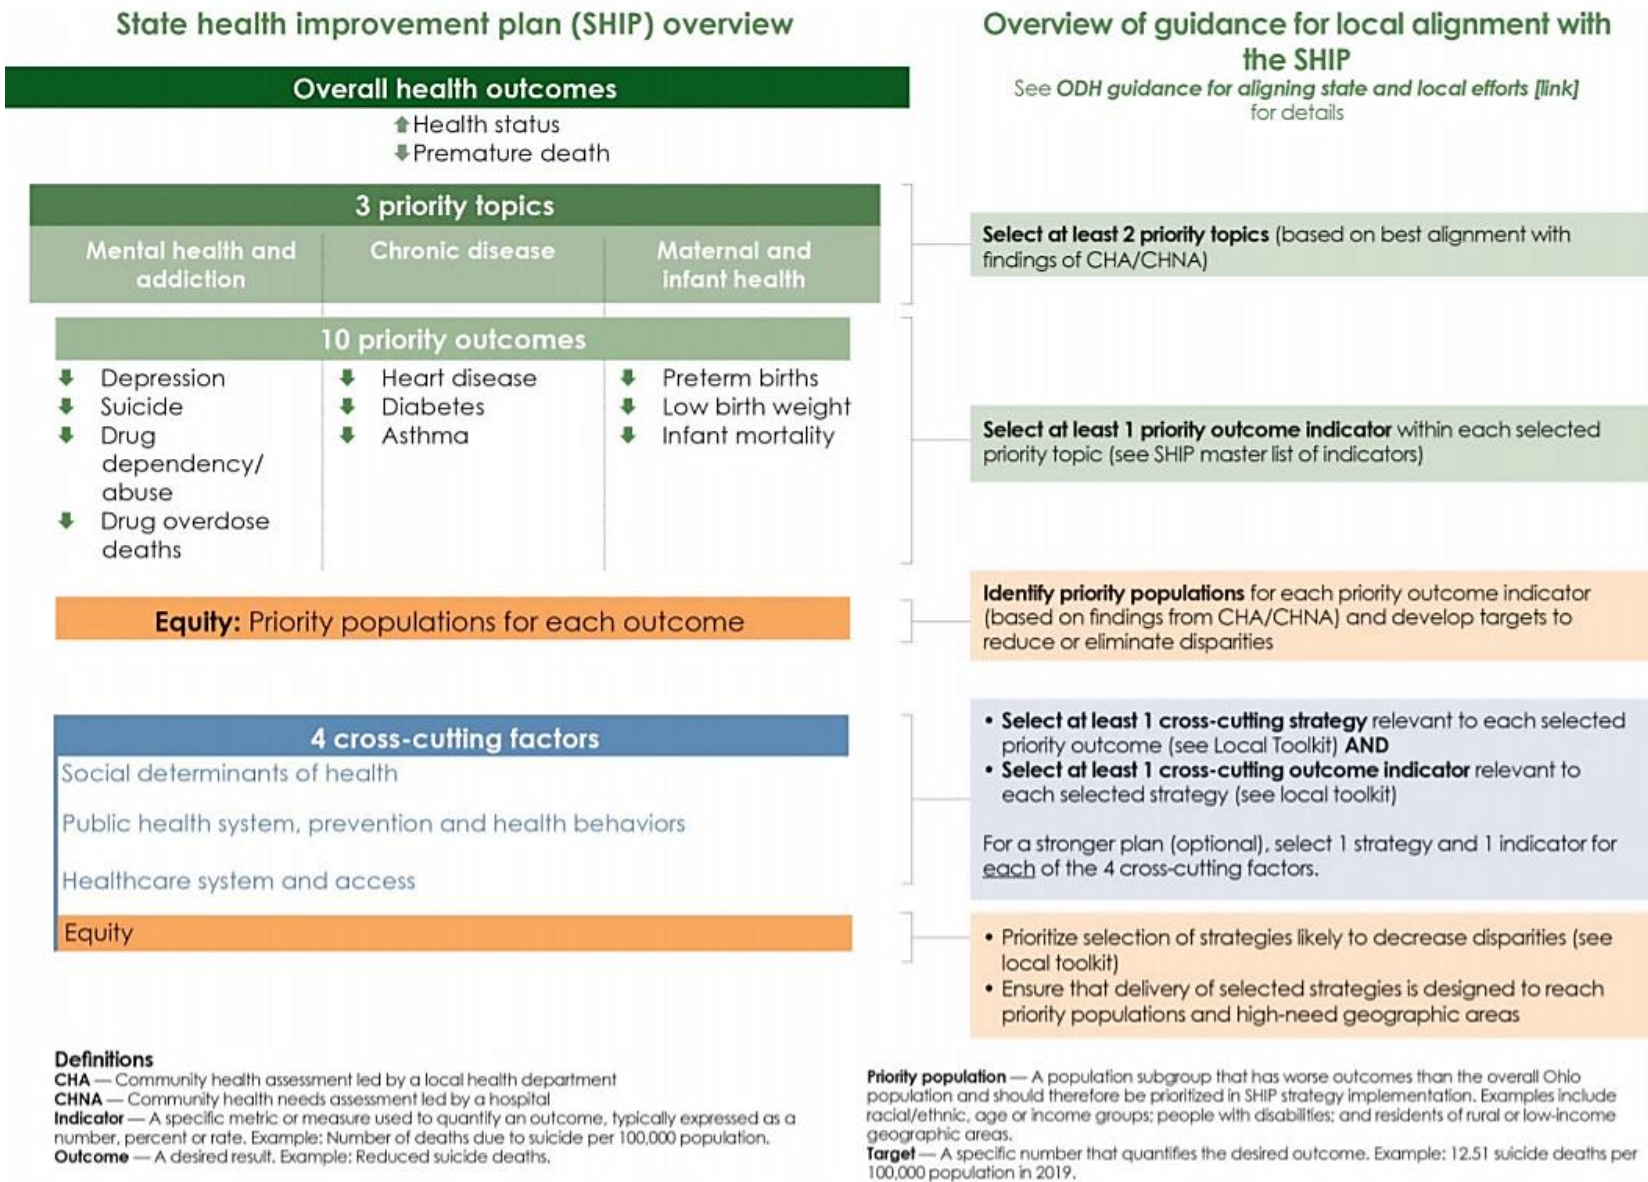 State health improvement plan (SHIP) overview
Overall health outcomes
Health status
Premature death
3 priority topics
Mental health and
addiction
Chronic disease
Maternal and
infant health
10 priority outcomes
Depression
Suicide
Drug
dependency/
abuse
Drug overdose
deaths
Heart disease
Diabetes
Asthma
Preterm births
Low birth weight
Infant mortality
Equity: Priority populations for each outcome
4 cross-cutting factors
Social determinants of health
Public health system, prevention and health behaviors
Healthcare system and access
Equity
Overview of guidance for local alignment with
the SHIP
See ODH guidance for aligning state and local efforts [link]
for details
Select at least 2 priority topics (based on best alignment with
findings of CHA/CHNA)
Select at least 1 priority outcome indicator within each selected
priority topic (see SHIP master list of indicators)
Identify priority populations for each priority outcome indicator
(based on findings from CHA/CHNA) and develop targets to
reduce or eliminate disparities
• Select at least 1 cross-cutting strategy relevant to each selected
priority outcome (see Local Toolkit) AND
• Select at least 1 cross-cutting outcome indicator relevant to
each selected strategy (see local toolkit)
For a stronger plan (optional), select 1 strategy and 1 indicator for
each of the 4 cross-cutting factors.
• Prioritize selection of strategies likely to decrease disparities (see
local toolkit)
• Ensure that delivery of selected strategies is designed to reach
priority populations and high-need geographic areas
Definitions
CHA — Community health assessment led by a local health department
CHNA — Community health needs assessment led by a hospital
Indicator — A specific metric or measure used to quantify an outcome, typically expressed as a
number, percent or rate. Example: Number of deaths due to suicide per 100,000 population.
Outcome — A desired result. Example: Reduced suicide deaths.
Priority population — A population subgroup that has worse outcomes than the overall Ohio
population and should therefore be prioritized in SHIP strategy implementation. Examples include
racial/ethnic, age or income groups; people with disabilities; and residents of rural or low-income
geographic areas.
Target — A specific number that quantifies the desired outcome. Example: 12.51 suicide deaths per
100,000 population in 2019.